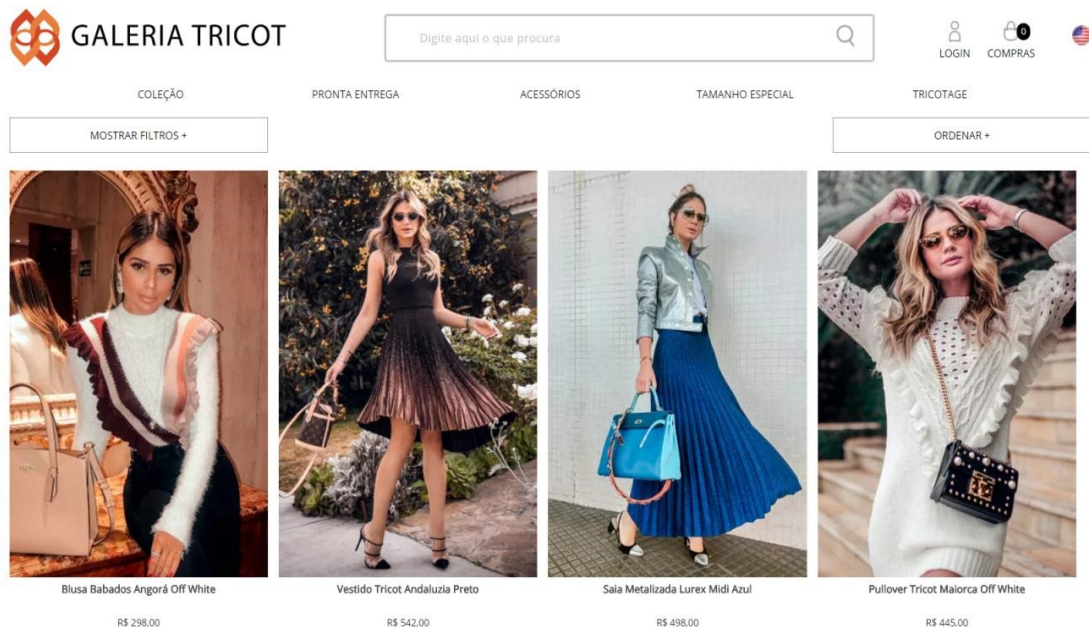 GALERIA TRICOT
Digite aqui o que procura
0
LOGIN
COMPRAS
COLEÇÃO
PRONTA ENTREGA
ACESSÓRIOS
TAMANHO ESPECIAL
TRICOTAGE
MOSTRAR FILTROS +
ORDENAR +
Blusa Babados Angorá Off White
Vestido Tricot Andaluzia Preto
Saia Metalizada Lurex Midi Azul
Pullover Tricot Maiorca Off White
R$ 298,00
R$ 542,00
R$ 498,00
R$ 445,00